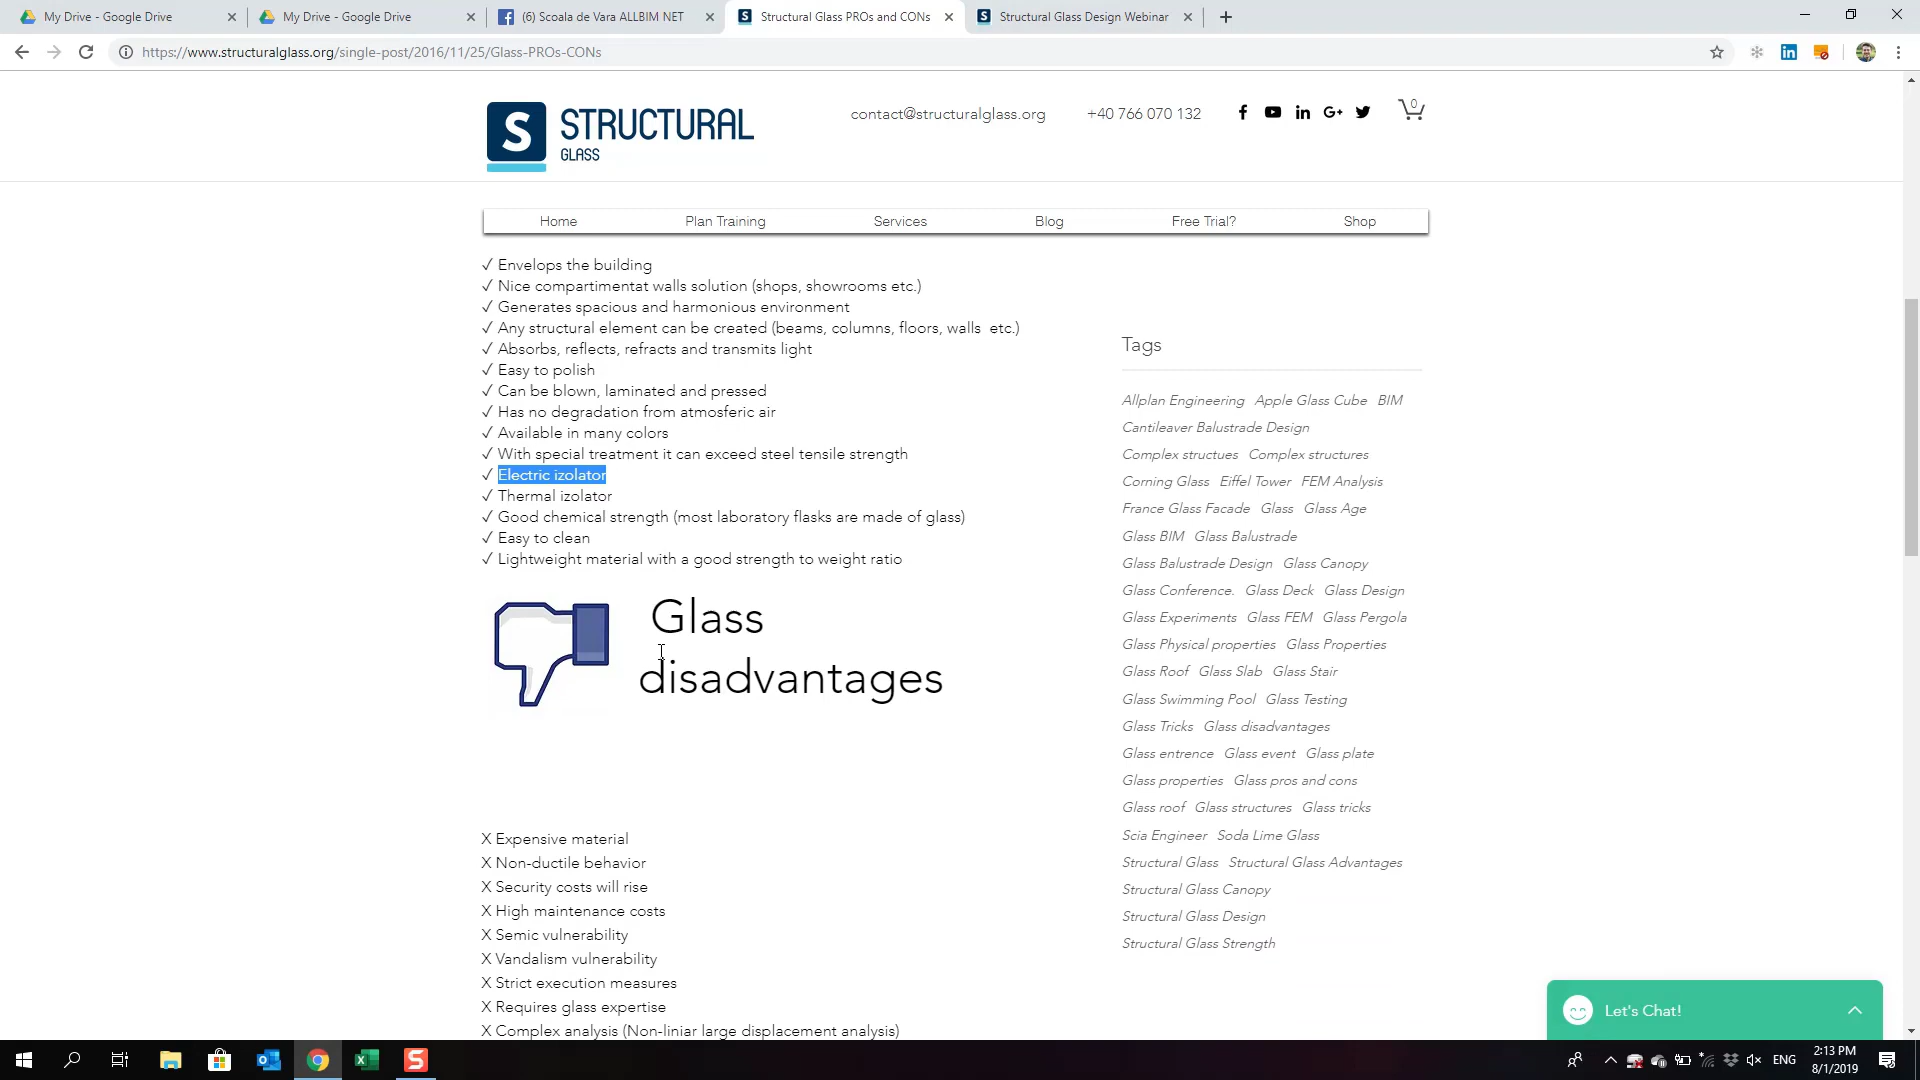 My Drive - Google Drive
My Drive - Google Drive
(6) Scoala de Vara ALLBIM NET
Structural Glass PROs and CONs
Structural Glass Design Webinar
https://www.structuralglass.org/single-post/2016/11/25/Glass-PROs-CONs
S STRUCTURAL
GLASS
contact@structuralglass.org
+40 766 070 132
0
Home
Plan Training
Services
Blog
Free Trial?
Shop
✓ Envelops the building
✓ Nice compartimentat walls solution (shops, showrooms etc.)
✓ Generates spacious and harmonious environment
✓ Any structural element can be created (beams, columns, floors, walls  etc.)
✓ Absorbs, reflects, refracts and transmits light
✓ Easy to polish
✓ Can be blown, laminated and pressed
✓ Has no degradation from atmosferic air
✓ Available in many colors
✓ With special treatment it can exceed steel tensile strength
✓ Electric izolator
✓ Thermal izolator
✓ Good chemical strength (most laboratory flasks are made of glass)
✓ Easy to clean
✓ Lightweight material with a good strength to weight ratio
Glass
disadvantages
X Expensive material
X Non-ductile behavior
X Security costs will rise
X High maintenance costs
X Semic vulnerability
X Vandalism vulnerability
X Strict execution measures
X Requires glass expertise
X Complex analysis (Non-liniar large displacement analysis)
Tags
Allplan Engineering Apple Glass Cube BIM
Cantileaver Balustrade Design
Complex structues Complex structures
Corning Glass Eiffel Tower FEM Analysis
France Glass Facade Glass Glass Age
Glass BIM Glass Balustrade
Glass Balustrade Design Glass Canopy
Glass Conference. Glass Deck Glass Design
Glass Experiments Glass FEM Glass Pergola
Glass Physical properties Glass Properties
Glass Roof Glass Slab Glass Stair
Glass Swimming Pool Glass Testing
Glass Tricks Glass disadvantages
Glass entrence Glass event Glass plate
Glass properties Glass pros and cons
Glass roof Glass structures Glass tricks
Scia Engineer Soda Lime Glass
Structural Glass Structural Glass Advantages
Structural Glass Canopy
Structural Glass Design
Structural Glass Strength
Let's Chat!
ENG
2:13 PM
8/1/2019